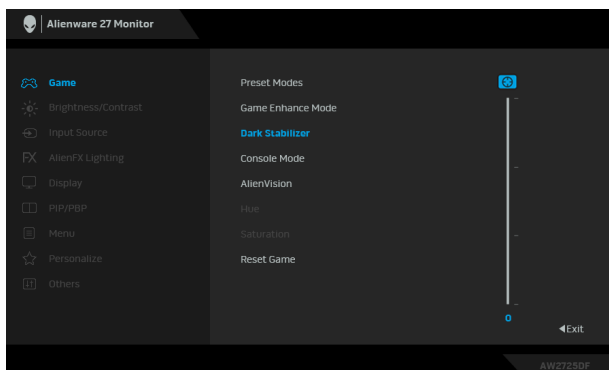 Alienware 27 Monitor
Game
Brightness/Contrast
Input Source
AlienFX Lighting
Display
PIP/PBP
Menu
Personalize
Others
Preset Modes
Game Enhance Mode
Dark Stabilizer
Console Mode
AlienVision
Hue
Saturation
Reset Game
0
Exit
AW2725DF